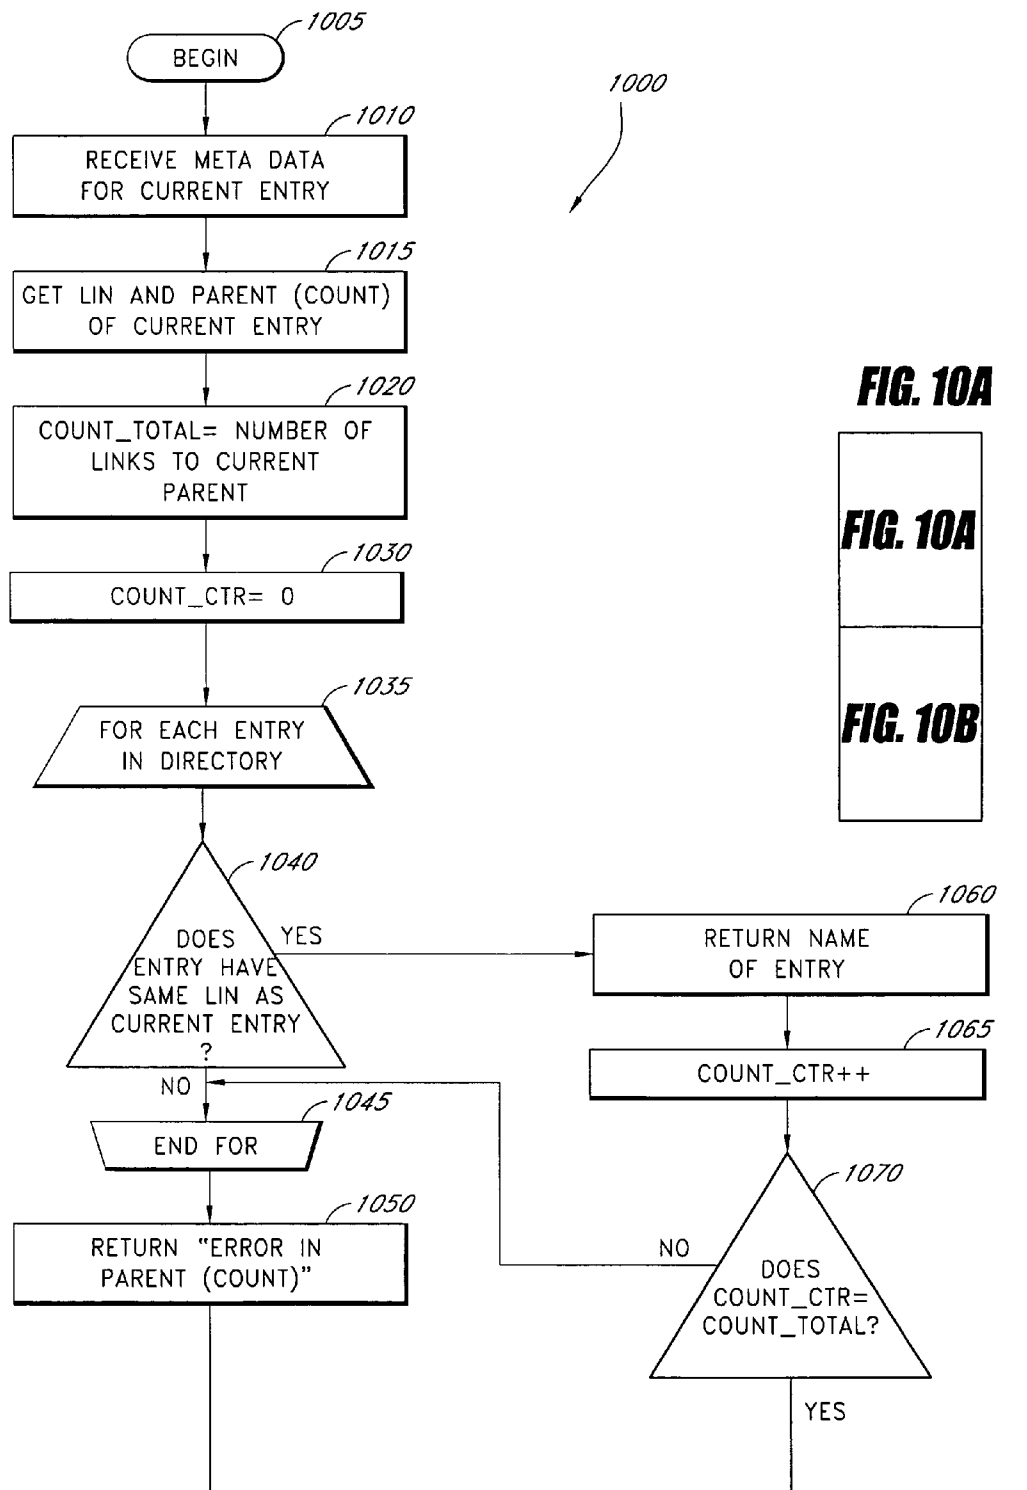 1005
BEGIN
1000
1010
RECEIVE META DATA
FOR CURRENT ENTRY
1015
GET LIN AND PARENT (COUNT)
OF CURRENT ENTRY
1020
COUNT_TOTAL= NUMBER OF
LINKS TO CURRENT
PARENT
FIG. 10A
FIG. 10A
FIG. 10B
1030
COUNT_CTR= 0
1035
FOR EACH ENTRY
IN DIRECTORY
1040
DOES
ENTRY HAVE
SAME LIN AS
CURRENT ENTRY
?
YES
NO
1060
RETURN NAME
OF ENTRY
1065
COUNT_CTR++
1045
END FOR
1050
RETURN “ERROR IN
PARENT (COUNT)”
1070
NO
DOES
COUNT_CTR=
COUNT_TOTAL?
YES